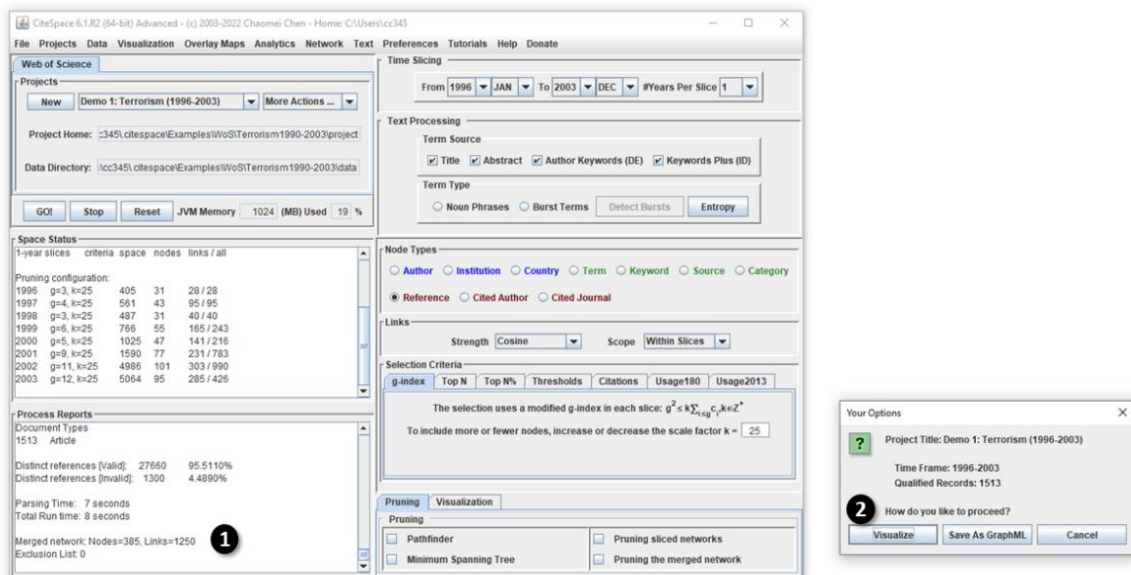 CiteSpace 6.1.R2 (64-bit) Advanced - (c) 2003-2022 Chaomei Chen - Home: C:\Users\cc345
File Projects Data Visualization Overlay Maps Analytics Network Text Preferences Tutorials Help Donate
Web of Science
Projects
New Demo 1: Terrorism (1996-2003) More Actions ...
Project Home: :345\.citespace\Examples\WoS\Terrorism1990-2003\project
Data Directory: \cc345\.citespace\Examples\WoS\Terrorism1990-2003\data
GO! Stop Reset JVM Memory 1024 (MB) Used 19 %
Space Status
1-year slices criteria space nodes links / all
Pruning configuration:
1996 g=3, k=25 405 31 28 / 28
1997 g=4, k=25 561 43 95 / 95
1998 g=3, k=25 487 31 40 / 40
1999 g=6, k=25 766 55 165 / 243
2000 g=5, k=25 1025 47 141 / 216
2001 g=9, k=25 1590 77 231 / 783
2002 g=11, k=25 4986 101 303 / 990
2003 g=12, k=25 5064 95 285 / 426
Process Reports
Document Types
1513 Article
Distinct references [Valid]: 27660 95.5110%
Distinct references [Invalid]: 1300 4.4890%
Parsing Time: 7 seconds
Total Run time: 8 seconds
Merged network: Nodes=385, Links=1250
Exclusion List: 0
1
Time Slicing
From 1996 JAN To 2003 DEC #Years Per Slice 1
Text Processing
Term Source
Title Abstract Author Keywords (DE) Keywords Plus (ID)
Term Type
Noun Phrases Burst Terms Detect Bursts Entropy
Node Types
Author Institution Country Term Keyword Source Category
Reference Cited Author Cited Journal
Links
Strength Cosine Scope Within Slices
Selection Criteria
g-index Top N Top N% Thresholds Citations Usage180 Usage2013
The selection uses a modified g-index in each slice: g² ≤ k∑i≤g ci, k∈Z⁺
To include more or fewer nodes, increase or decrease the scale factor k = 25
Pruning Visualization
Pruning
Pathfinder Pruning sliced networks
Minimum Spanning Tree Pruning the merged network
Your Options
Project Title: Demo 1: Terrorism (1996-2003)
Time Frame: 1996-2003
Qualified Records: 1513
2
How do you like to proceed?
Visualize Save As GraphML Cancel